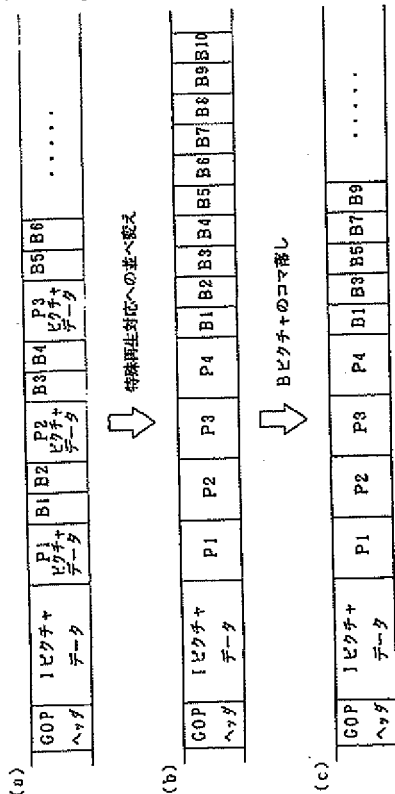 (a)
GOP
ヘッダ
Iピクチャ
データ
P1
ピクチャ
データ
B1
B2
P2
ピクチャ
データ
B3
B4
P3
ピクチャ
データ
B5
B6
.....
特殊再生対応への並べ変え
(b)
GOP
ヘッダ
Iピクチャ
データ
P1
P2
P3
P4
B1
B2
B3
B4
B5
B6
B7
B8
B9
B10
Bピクチャのコマ落し
(c)
GOP
ヘッダ
Iピクチャ
データ
P1
P2
P3
P4
B1
B3
B5
B7
B9
.....